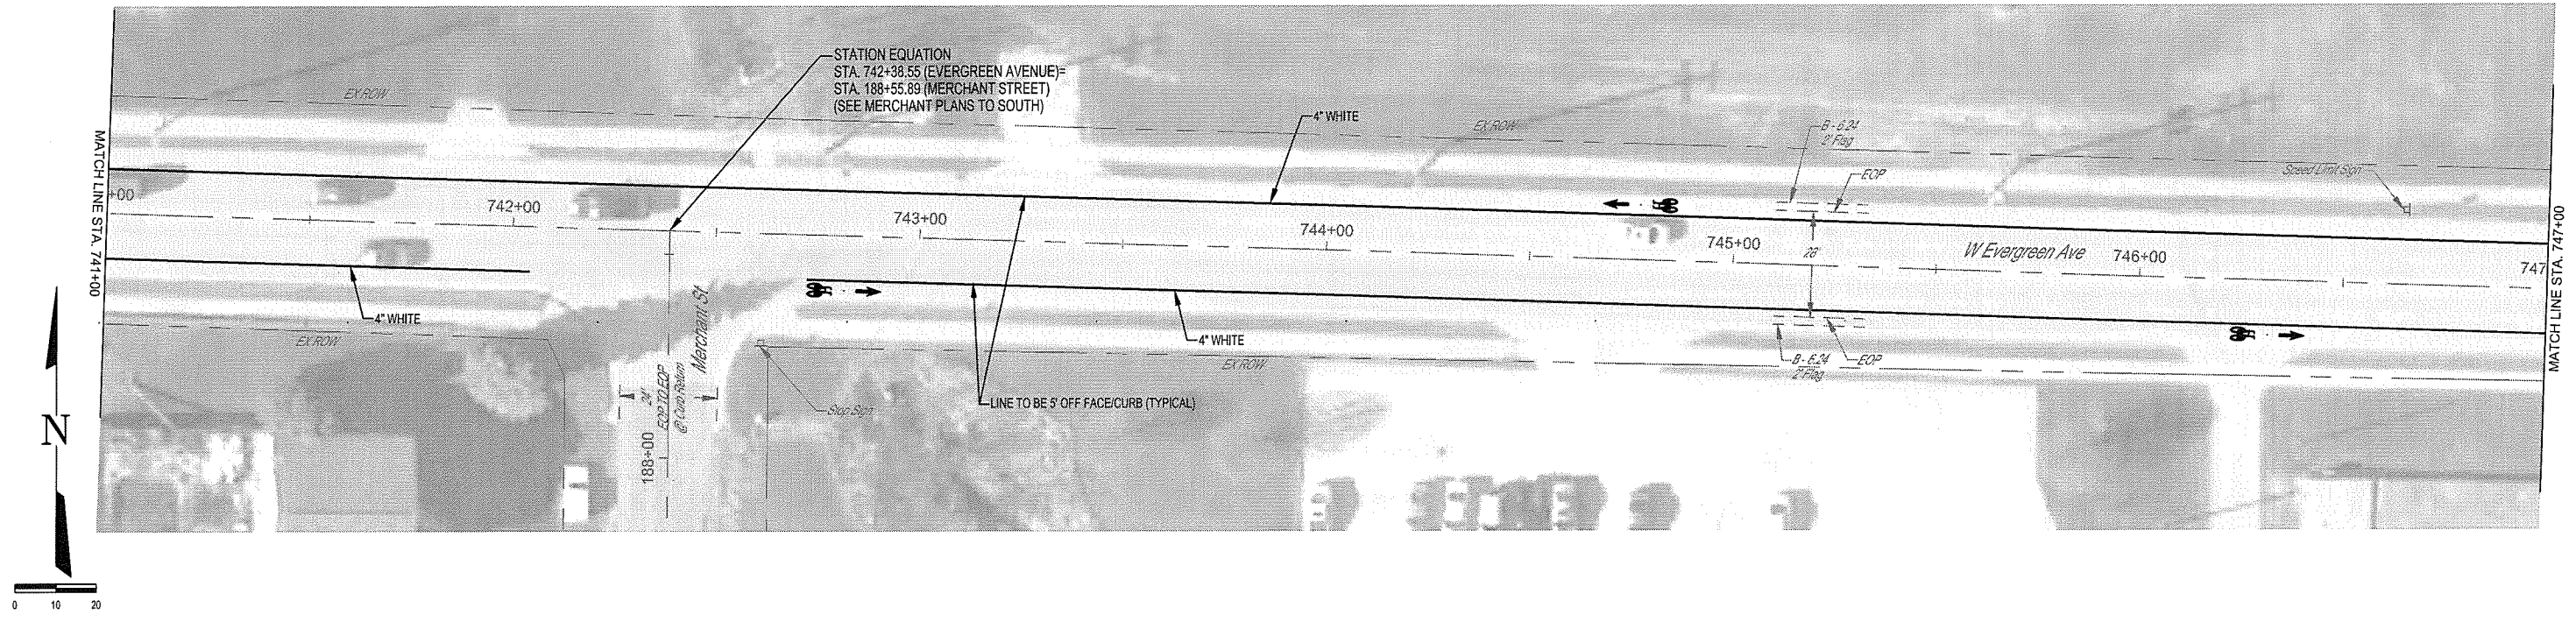 STATION EQUATION
STA. 742+38.55 (EVERGREEN AVENUE)=
STA. 188+55.89 (MERCHANT STREET)
(SEE MERCHANT PLANS TO SOUTH)
EX ROW
4" WHITE
EX ROW
B - 6.24
2' Flag
EOP
Speed Limit Sign
MATCH LINE STA. 741+00
+00
742+00
743+00
744+00
745+00
28'
W Evergreen Ave
746+00
747
MATCH LINE STA. 747+00
4" WHITE
EX ROW
Merchant St
4" WHITE
EX ROW
B - 6.24
2' Flag
EOP
24'
EOP TO EOP
@ Curb Return
188+00
Stop Sign
LINE TO BE 5' OFF FACE/CURB (TYPICAL)
N
0 10 20